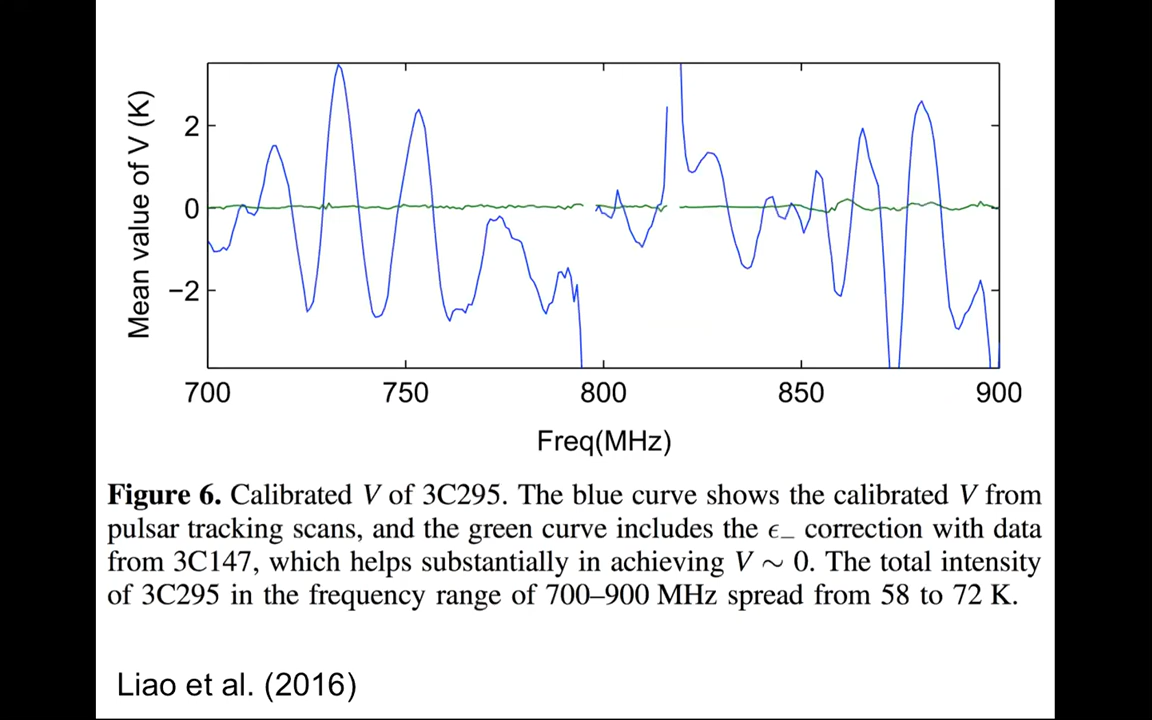 Mean value of V (K)
2
0
−2
700 750 800 850 900
Freq(MHz)
Figure 6. Calibrated V of 3C295. The blue curve shows the calibrated V from
pulsar tracking scans, and the green curve includes the ϵ− correction with data
from 3C147, which helps substantially in achieving V ∼ 0. The total intensity
of 3C295 in the frequency range of 700–900 MHz spread from 58 to 72 K.
Liao et al. (2016)